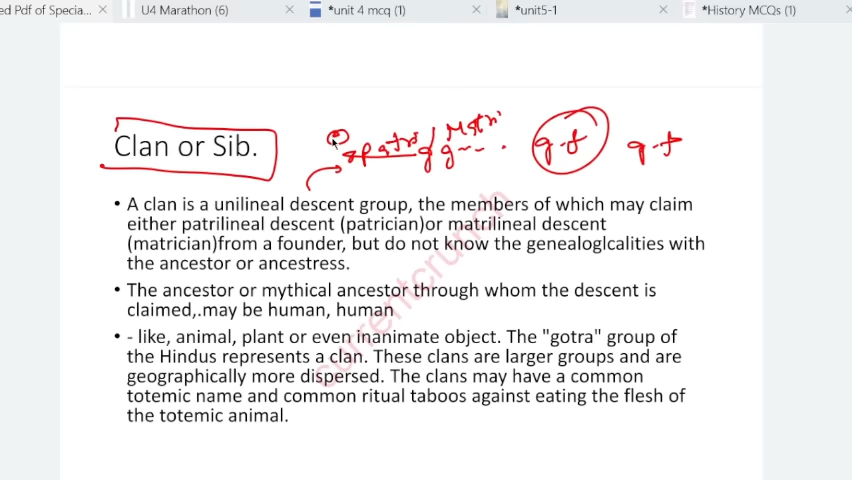 ed Pdf of Specia... U4 Marathon (6) *unit 4 mcq (1) *unit5-1 *History MCQs (1)
Clan or Sib.
• A clan is a unilineal descent group, the members of which may claim
either patrilineal descent (patrician)or matrilineal descent
(matrician)from a founder, but do not know the genealoglcalities with
the ancestor or ancestress.
• The ancestor or mythical ancestor through whom the descent is
claimed,.may be human, human
• - like, animal, plant or even inanimate object. The "gotra" group of
the Hindus represents a clan. These clans are larger groups and are
geographically more dispersed. The clans may have a common
totemic name and common ritual taboos against eating the flesh of
the totemic animal.
currentcrunch